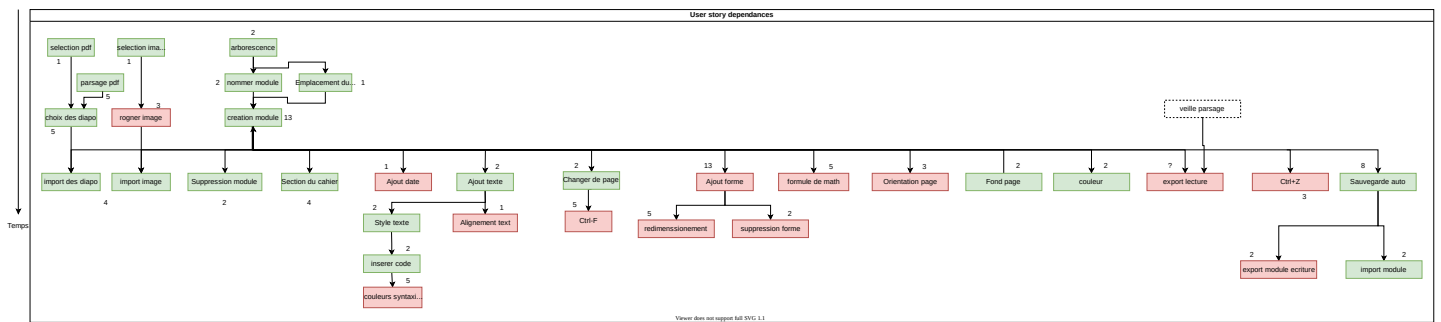 User story dependances
2
selection pdf
selection ima...
arborescence
1
1
parsage pdf
2
nommer module
Emplacement du...
1
5
3
veille parsage
choix des diapo
rogner image
creation module
13
5
1
2
2
13
5
3
2
2
?
8
import des diapo
import image
Suppression module
Section du cahier
Ajout date
Ajout texte
Changer de page
Ajout forme
formule de math
Orientation page
Fond page
couleur
export lecture
Ctrl+Z
Sauvegarde auto
4
2
4
3
2
1
5
5
2
Temps
Style texte
Alignement text
Ctrl-F
redimenssionement
suppression forme
2
2
2
inserer code
export module ecriture
import module
5
couleurs syntaxi...
Viewer does not support full SVG 1.1